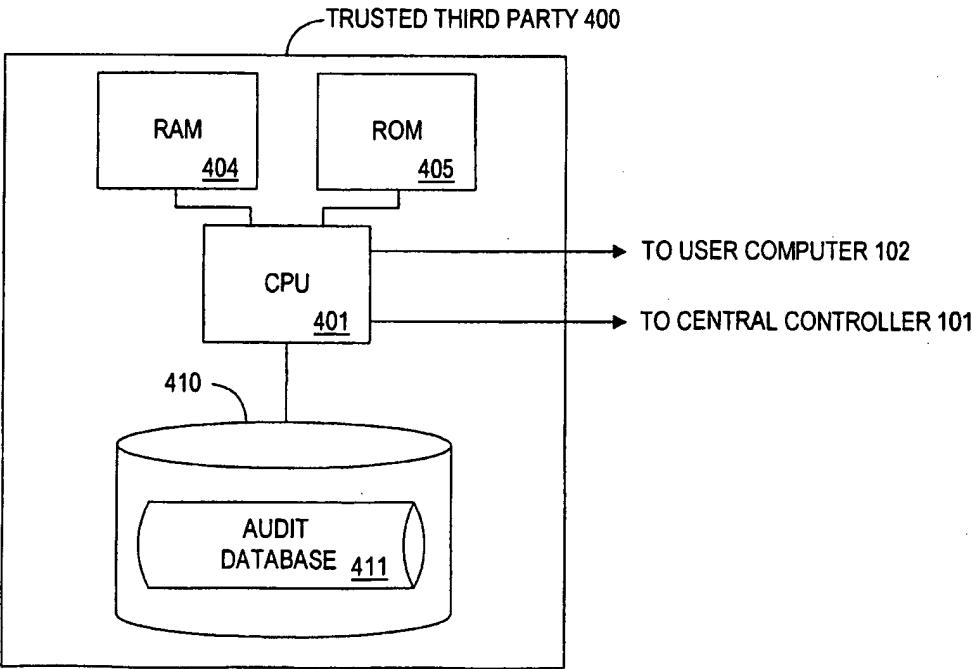 TRUSTED THIRD PARTY 400
RAM
404
ROM
405
CPU
401
TO USER COMPUTER 102
TO CENTRAL CONTROLLER 101
410
AUDIT
DATABASE 411